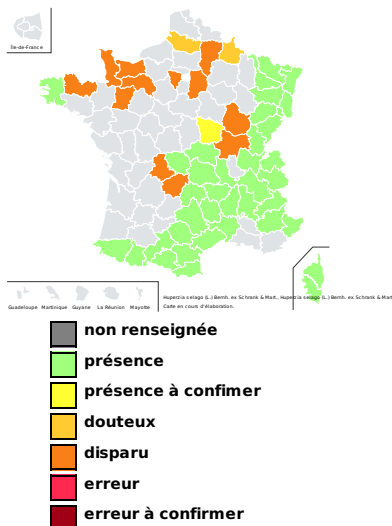 Île-de-France
Guadeloupe Martinique Guyane La Réunion Mayotte
Huperzia selago (L.) Bernh. ex Schrank & Mart., Huperzia selago (L.) Bernh. ex Schrank & Mart.
Carte en cours d'élaboration.
non renseignée
présence
présence à confimer
douteux
disparu
erreur
erreur à confirmer